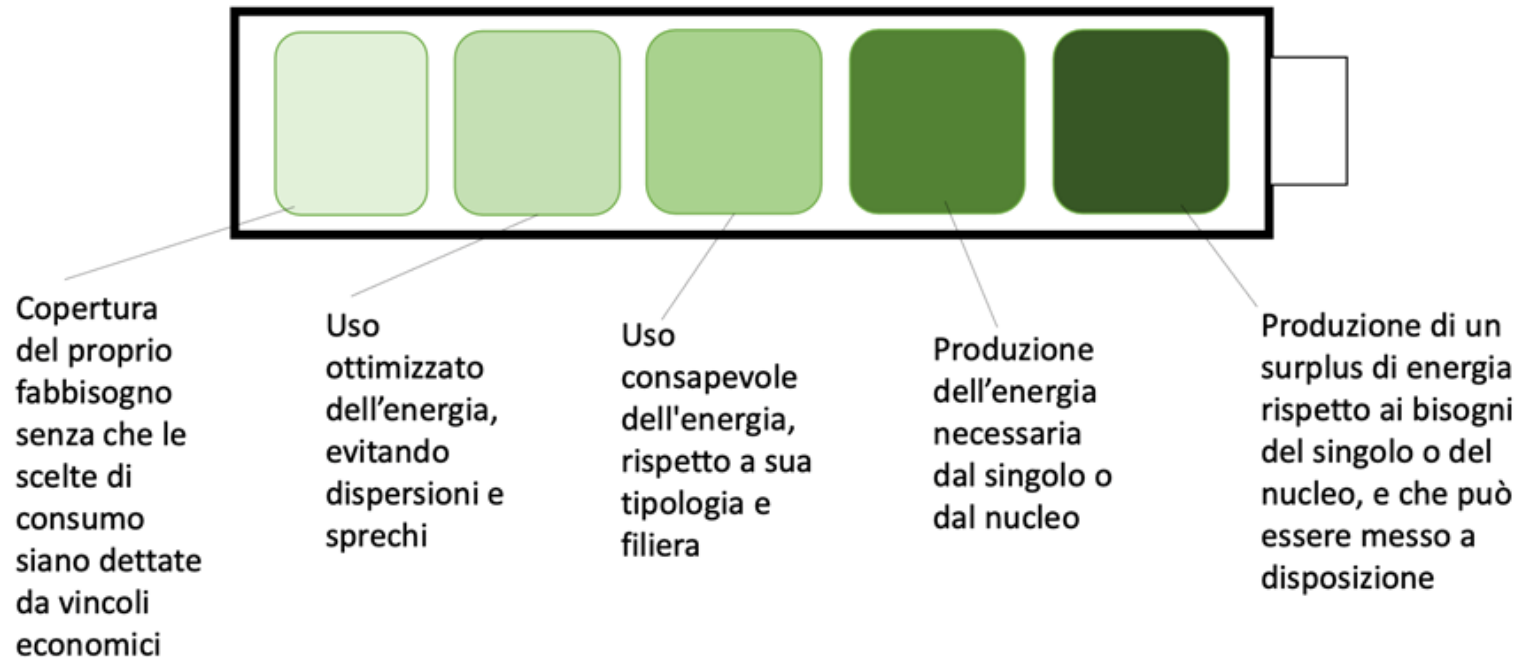 Copertura
del proprio
fabbisogno
senza che le
scelte di
consumo
siano dettate
da vincoli
economici
Uso
ottimizzato
dell’energia,
evitando
dispersioni e
sprechi
Uso
consapevole
dell'energia,
rispetto a sua
tipologia e
filiera
Produzione
dell’energia
necessaria
dal singolo o
dal nucleo
Produzione di un
surplus di energia
rispetto ai bisogni
del singolo o del
nucleo, e che può
essere messo a
disposizione